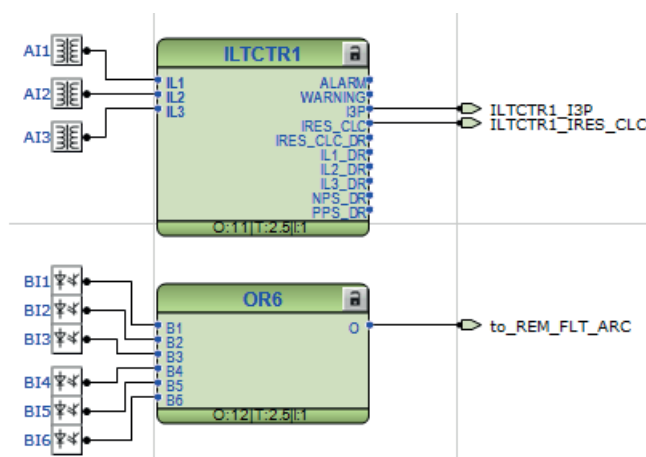 ILTCTR1
AI1
AI2
AI3
IL1
IL2
IL3
ALARM
WARNING
I3P
IRES_CLC
IRES_CLC_DR
IL1_DR
IL2_DR
IL3_DR
NPS_DR
PPS_DR
ILTCTR1_I3P
ILTCTR1_IRES_CLC
O:11|T:2.5|I:1
OR6
BI1
BI2
BI3
BI4
BI5
BI6
B1
B2
B3
B4
B5
B6
O
to_REM_FLT_ARC
O:12|T:2.5|I:1